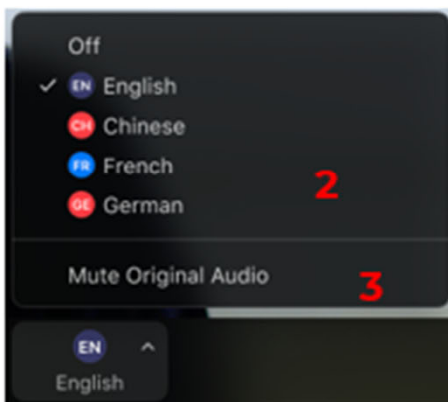 Off
EN English
CH Chinese
FR French
GE German
2
Mute Original Audio
3
EN
English